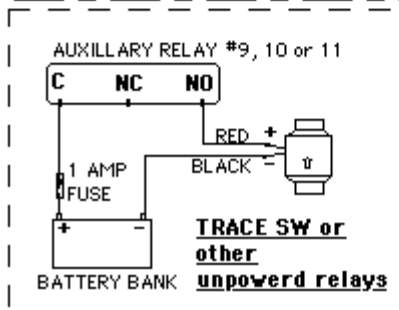 AUXILLARY RELAY #9, 10 or 11
C NC NO
RED +
BLACK -
1 AMP
FUSE
+ -
TRACE SW or
other
unpowerd relays
BATTERY BANK